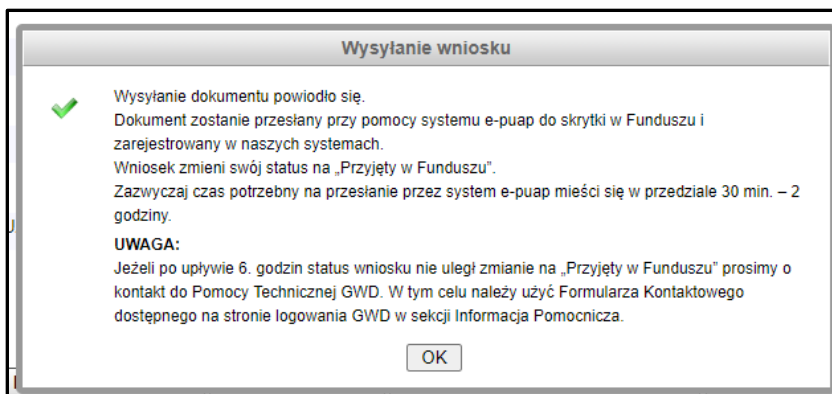 Wysyłanie wniosku
Wysyłanie dokumentu powiodło się.
Dokument zostanie przesłany przy pomocy systemu e-puap do skrytki w Funduszu i
zarejestrowany w naszych systemach.
Wniosek zmieni swój status na „Przyjęty w Funduszu”.
Zazwyczaj czas potrzebny na przesłanie przez system e-puap mieści się w przedziale 30 min. – 2
godziny.
UWAGA:
Jeżeli po upływie 6. godzin status wniosku nie uległ zmianie na „Przyjęty w Funduszu” prosimy o
kontakt do Pomocy Technicznej GWD. W tym celu należy użyć Formularza Kontaktowego
dostępnego na stronie logowania GWD w sekcji Informacja Pomocnicza.
OK